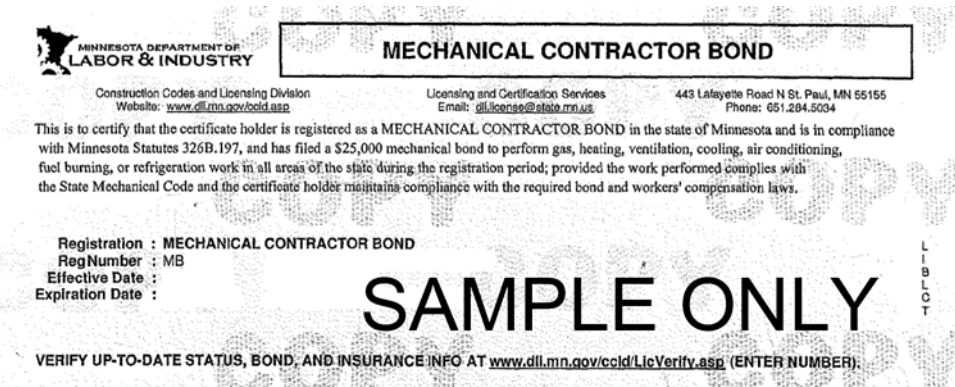 MINNESOTA DEPARTMENT OF
LABOR & INDUSTRY
MECHANICAL CONTRACTOR BOND
Construction Codes and Licensing Division
Website: www.dli.mn.gov/ccld.asp
Licensing and Certification Services
Email: dli.license@state.mn.us
443 Lafayette Road N St. Paul, MN 55155
Phone: 651.284.5034
This is to certify that the certificate holder is registered as a MECHANICAL CONTRACTOR BOND in the state of Minnesota and is in compliance
with Minnesota Statutes 326B.197, and has filed a $25,000 mechanical bond to perform gas, heating, ventilation, cooling, air conditioning,
fuel burning, or refrigeration work in all areas of the state during the registration period; provided the work performed complies with
the State Mechanical Code and the certificate holder maintains compliance with the required bond and workers' compensation laws.
COPY COPY
Registration : MECHANICAL CONTRACTOR BOND
RegNumber : MB
Effective Date :
Expiration Date :
SAMPLE ONLY
LIBLCT
COPY COPY
VERIFY UP-TO-DATE STATUS, BOND, AND INSURANCE INFO AT www.dli.mn.gov/ccld/LicVerify.asp (ENTER NUMBER).